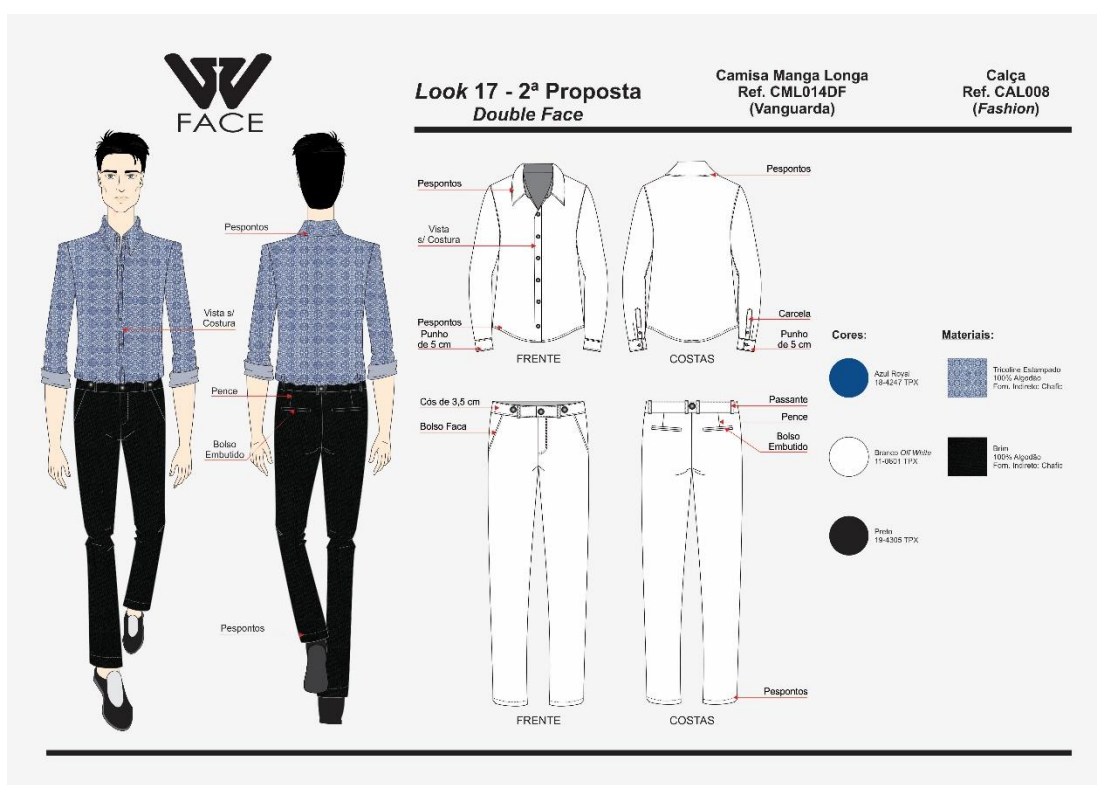 FACE
Look 17 - 2ª Proposta
Double Face
Camisa Manga Longa
Ref. CML014DF
(Vanguarda)
Calça
Ref. CAL008
(Fashion)
Pespontos
Vista s/
Costura
Pence
Bolso
Embutido
Pespontos
Pespontos
Vista
s/ Costura
Pespontos
Punho
de 5 cm
FRENTE
Pespontos
Carcela
Punho
de 5 cm
COSTAS
Cós de 3,5 cm
Bolso Faca
FRENTE
Passante
Pence
Bolso
Embutido
Pespontos
COSTAS
Cores:
Azul Royal
18-4247 TPX
Branco Off White
11-0601 TPX
Preto
19-4305 TPX
Materiais:
Tricoline Estampado
100% Algodão
Forn. Indireto: Chafic
Brim
100% Algodão
Forn. Indireto: Chafic